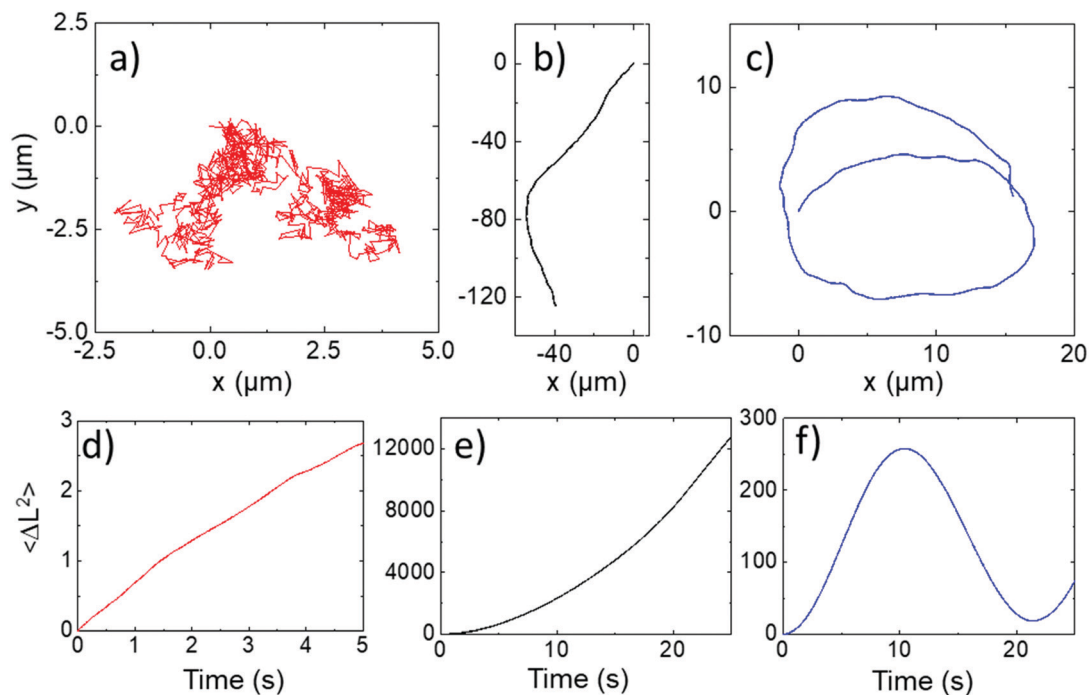 a)
2.5
0.0
-2.5
-5.0
y (µm)
-2.5 0.0 2.5 5.0
x (µm)
b)
0
-40
-80
-120
-40 0
x (µm)
c)
10
0
-10
0 10 20
x (µm)
d)
3
2
1
0
<ΔL²>
0 1 2 3 4 5
Time (s)
e)
12000
8000
4000
0
0 10 20
Time (s)
f)
300
250
200
150
100
50
0
0 10 20
Time (s)